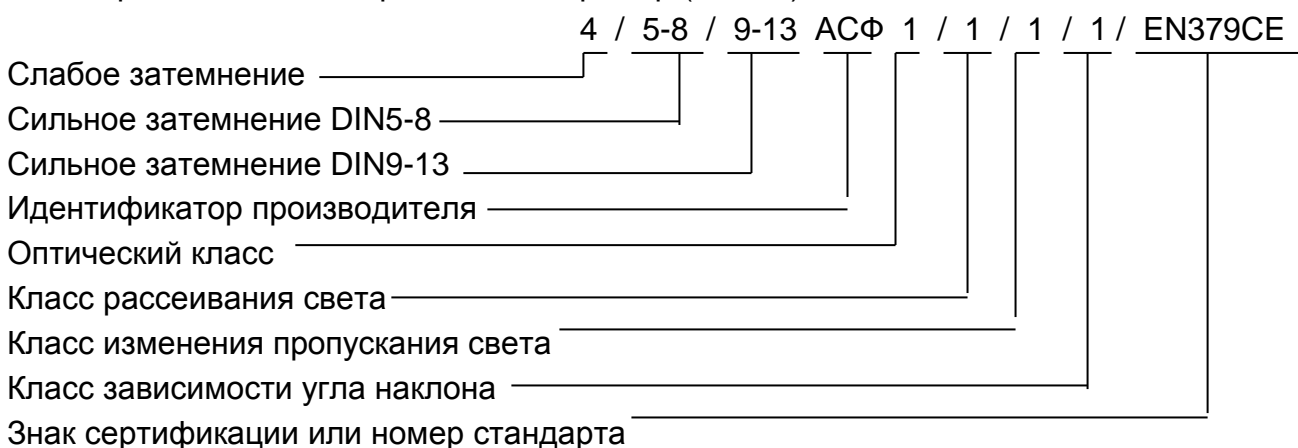 4 / 5-8 / 9-13 АСФ 1 / 1 / 1 / 1 / EN379CE
Слабое затемнение
Сильное затемнение DIN5-8
Сильное затемнение DIN9-13
Идентификатор производителя
Оптический класс
Класс рассеивания света
Класс изменения пропускания света
Класс зависимости угла наклона
Знак сертификации или номер стандарта